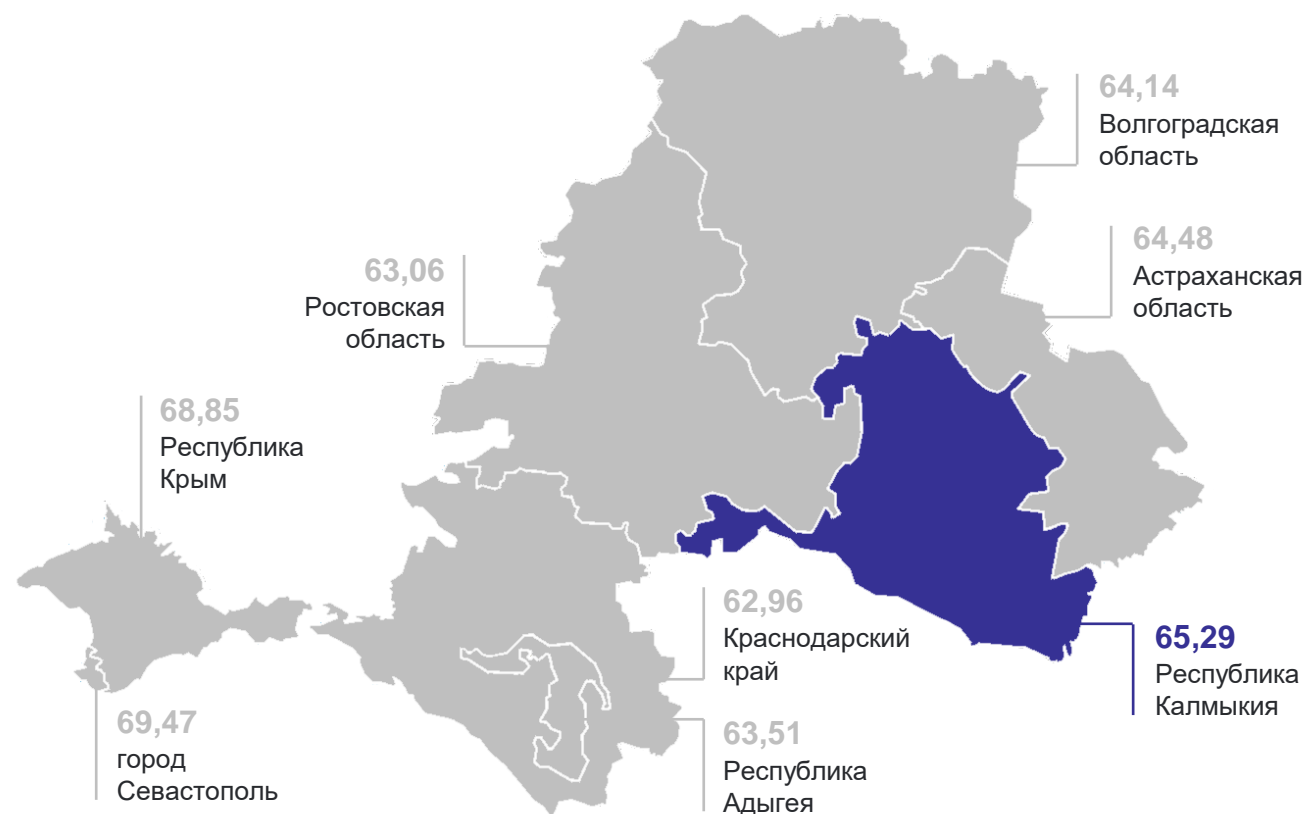 64,14
Волгоградская
область
64,48
Астраханская
область
63,06
Ростовская
область
68,85
Республика
Крым
62,96
Краснодарский
край
65,29
Республика
Калмыкия
69,47
город
Севастополь
63,51
Республика
Адыгея